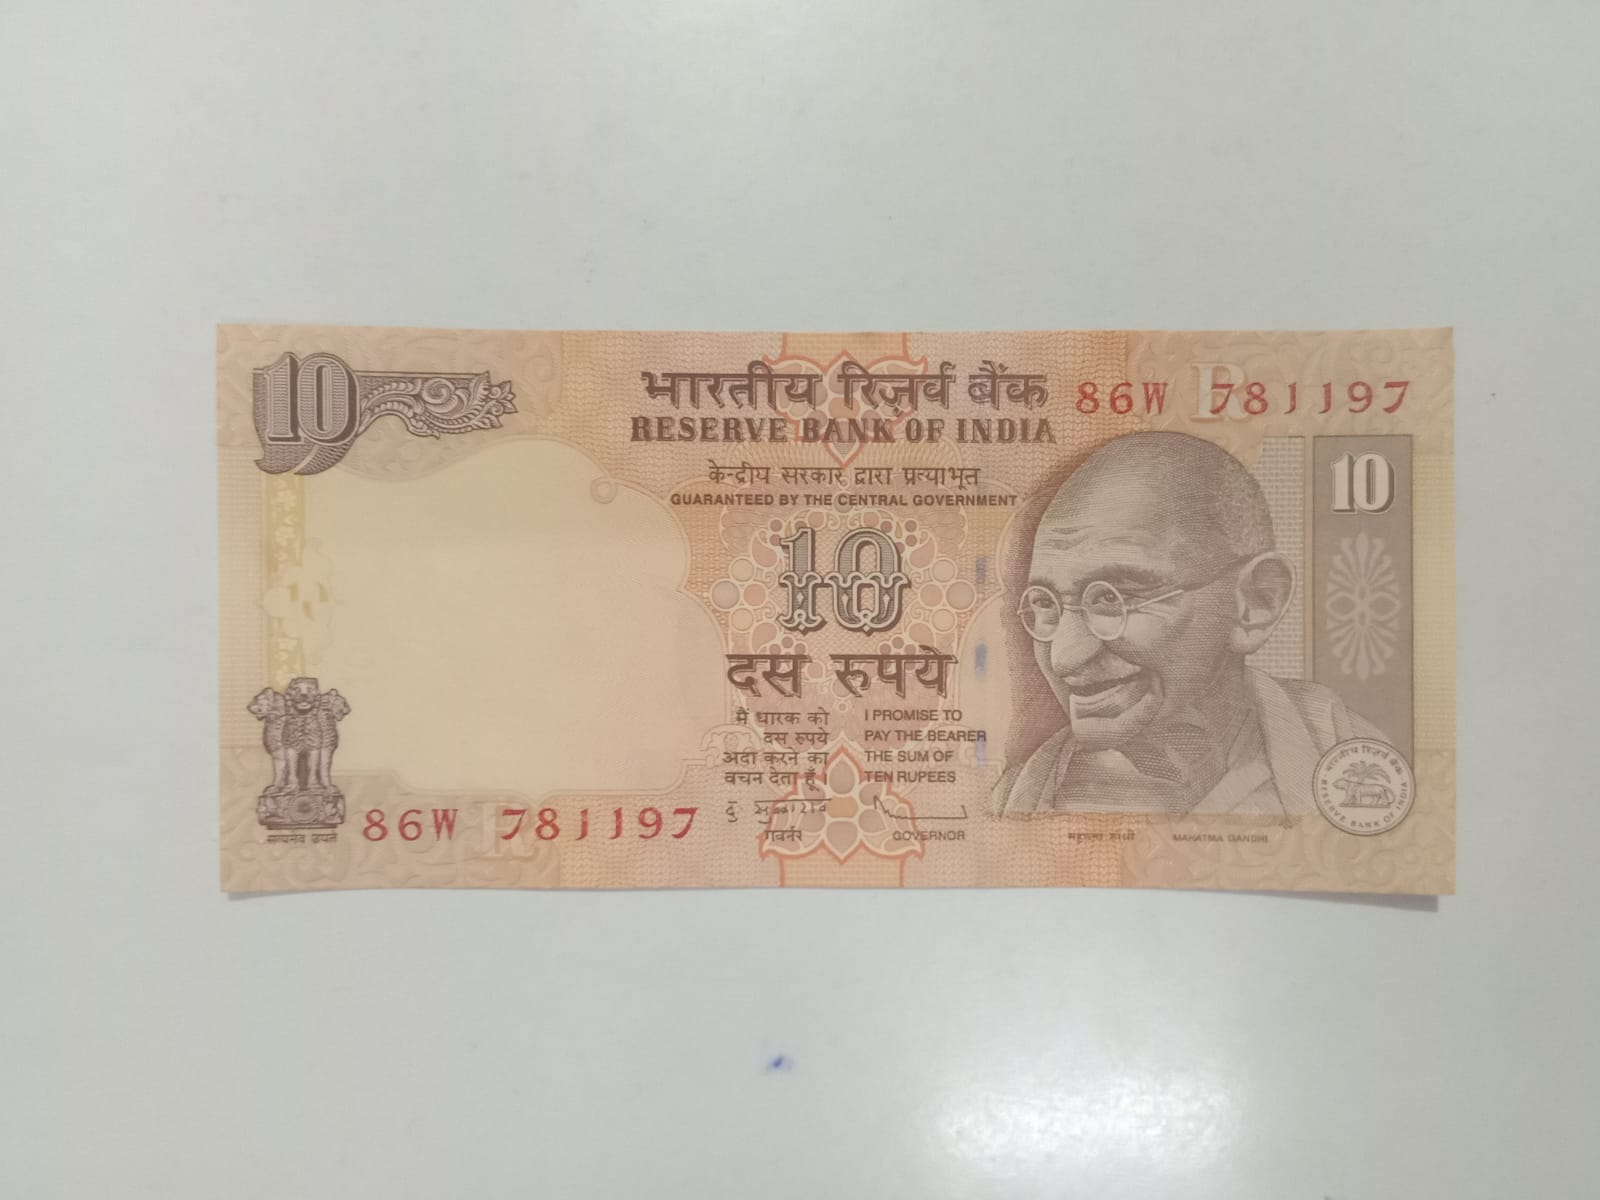 10
भारतीय रिज़र्व बैंक
RESERVE BANK OF INDIA
86W 781197
केन्द्रीय सरकार द्वारा प्रत्याभूत
GUARANTEED BY THE CENTRAL GOVERNMENT
10
10
दस रुपये
मैं धारक को
दस रुपये
अदा करने का
वचन देता हूँ।
I PROMISE TO
PAY THE BEARER
THE SUM OF
TEN RUPEES
गवर्नर
GOVERNOR
सत्यमेव जयते
86W 781197
R
R
महात्मा गांधी
MAHATMA GANDHI
भारतीय रिज़र्व बैंक
RESERVE BANK OF INDIA